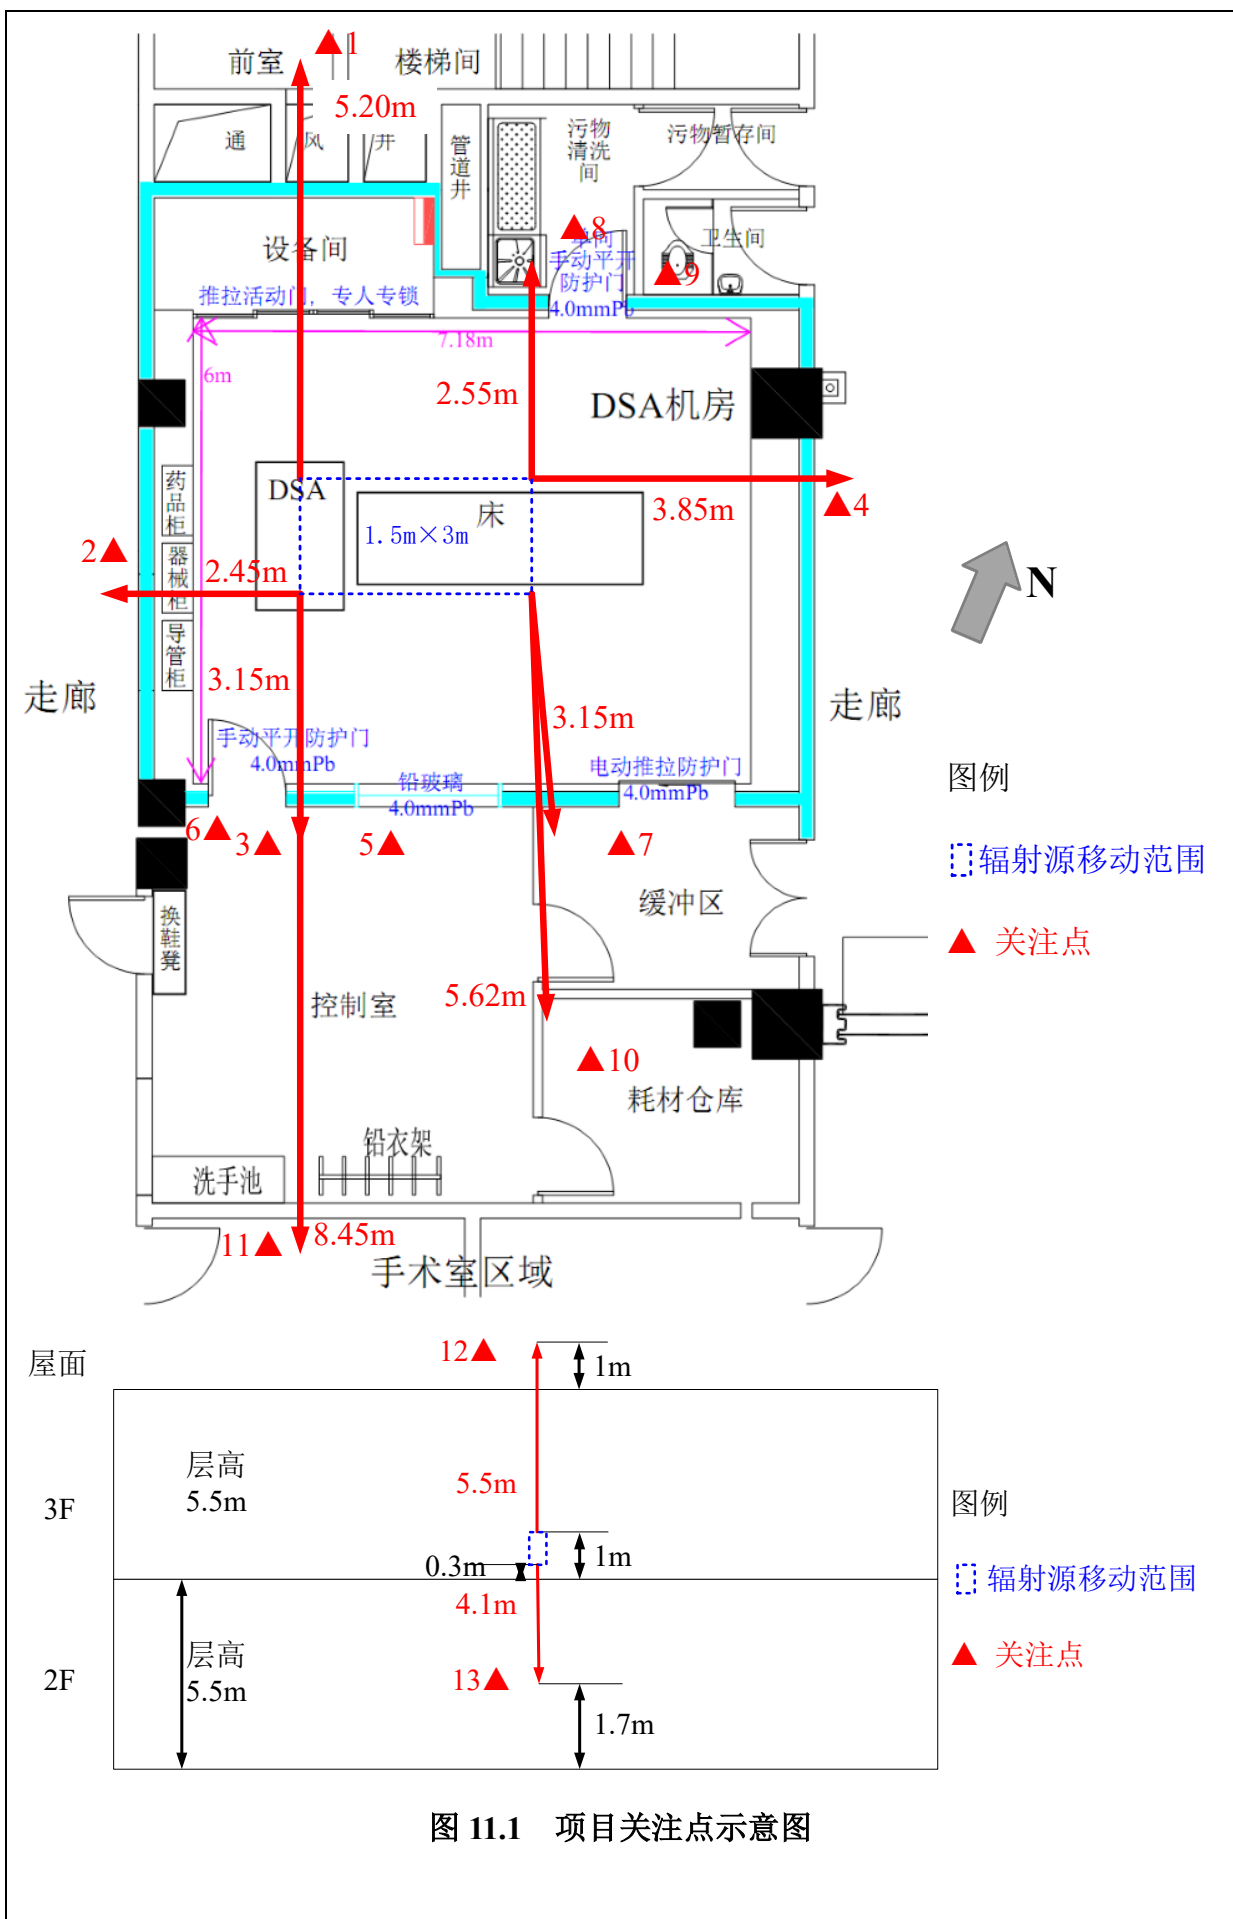 前室
▲1
楼梯间
5.20m
通
风
井
管道井
污物
清洗
间
污物暂存间
▲8
单向
手动平开
防护门
4.0mmPb
卫生间
▲9
设备间
推拉活动门，专人专锁
7.18m
6m
2.55m
DSA机房
药品柜
DSA
床
1.5m×3m
3.85m
▲4
2▲
器械柜
2.45m
N
导管柜
3.15m
走廊
走廊
3.15m
手动平开防护门
4.0mmPb
铅玻璃
4.0mmPb
电动推拉防护门
4.0mmPb
图例
6▲
3▲
5▲
▲7
辐射源移动范围
换鞋凳
缓冲区
▲ 关注点
控制室
5.62m
▲10
耗材仓库
铅衣架
洗手池
11▲
8.45m
手术室区域
屋面
12▲
1m
层高
5.5m
5.5m
3F
图例
0.3m
1m
4.1m
辐射源移动范围
层高
5.5m
2F
13▲
▲ 关注点
1.7m
图 11.1 项目关注点示意图